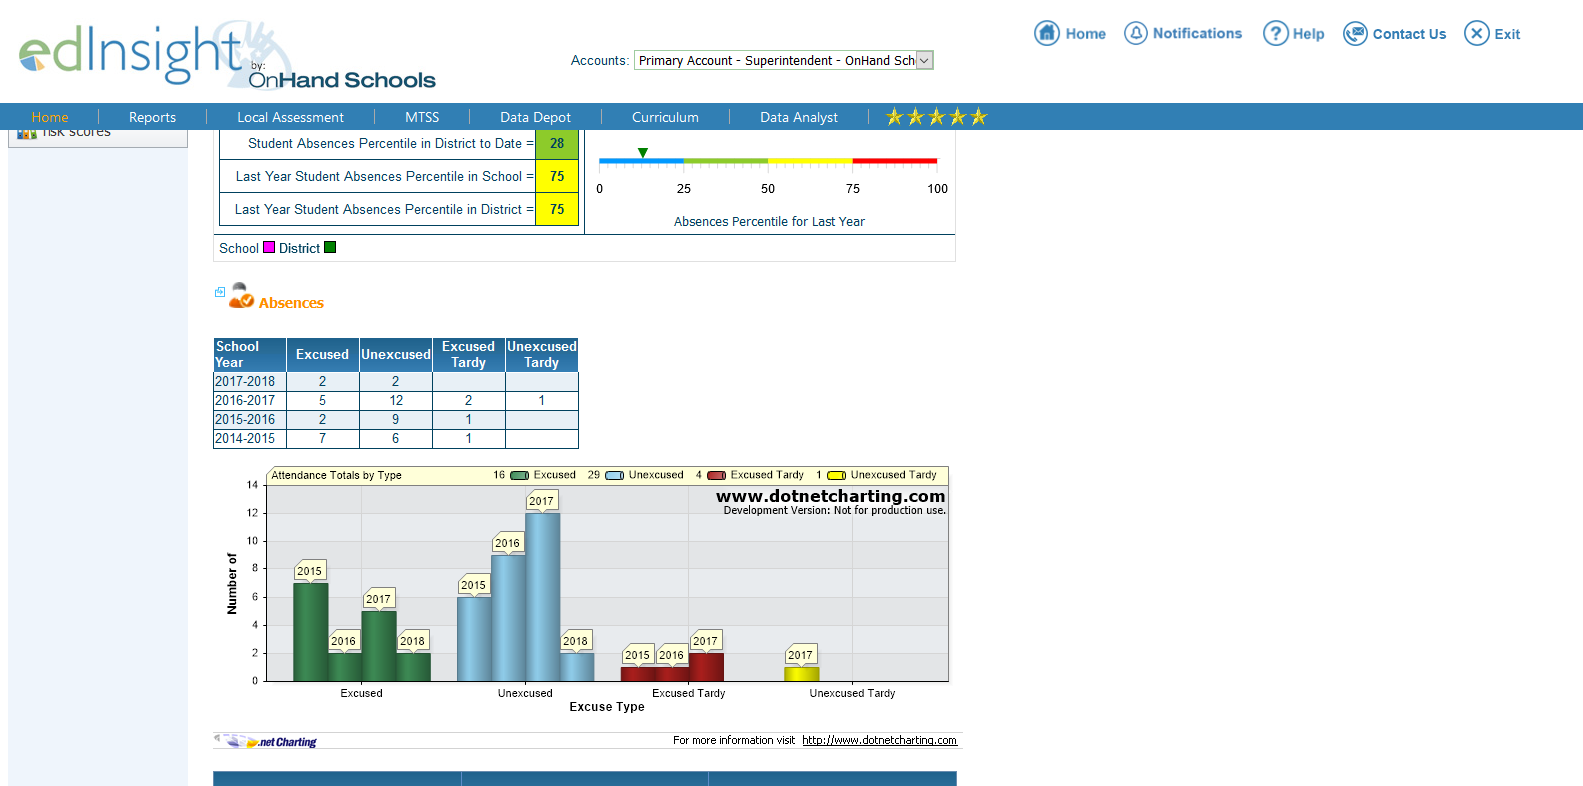 edInsight
by:
OnHand Schools
Accounts: Primary Account - Superintendent - OnHand Sch
Home Notifications Help Contact Us Exit
Home Reports Local Assessment MTSS Data Depot Curriculum Data Analyst
risk scores
Student Absences Percentile in District to Date = 28
Last Year Student Absences Percentile in School = 75
Last Year Student Absences Percentile in District = 75
0 25 50 75 100
Absences Percentile for Last Year
School District
Absences
School Year Excused Unexcused Excused Tardy Unexcused Tardy
2017-2018 2 2
2016-2017 5 12 2 1
2015-2016 2 9 1
2014-2015 7 6 1
Attendance Totals by Type 16 Excused 29 Unexcused 4 Excused Tardy 1 Unexcused Tardy
www.dotnetcharting.com
Development Version: Not for production use.
Number of
14
12
10
8
6
4
2
0
2015 2016 2017 2018
2015 2016 2017 2018
2015 2016 2017
2017
Excused Unexcused Excused Tardy Unexcused Tardy
Excuse Type
.net Charting
For more information visit http://www.dotnetcharting.com